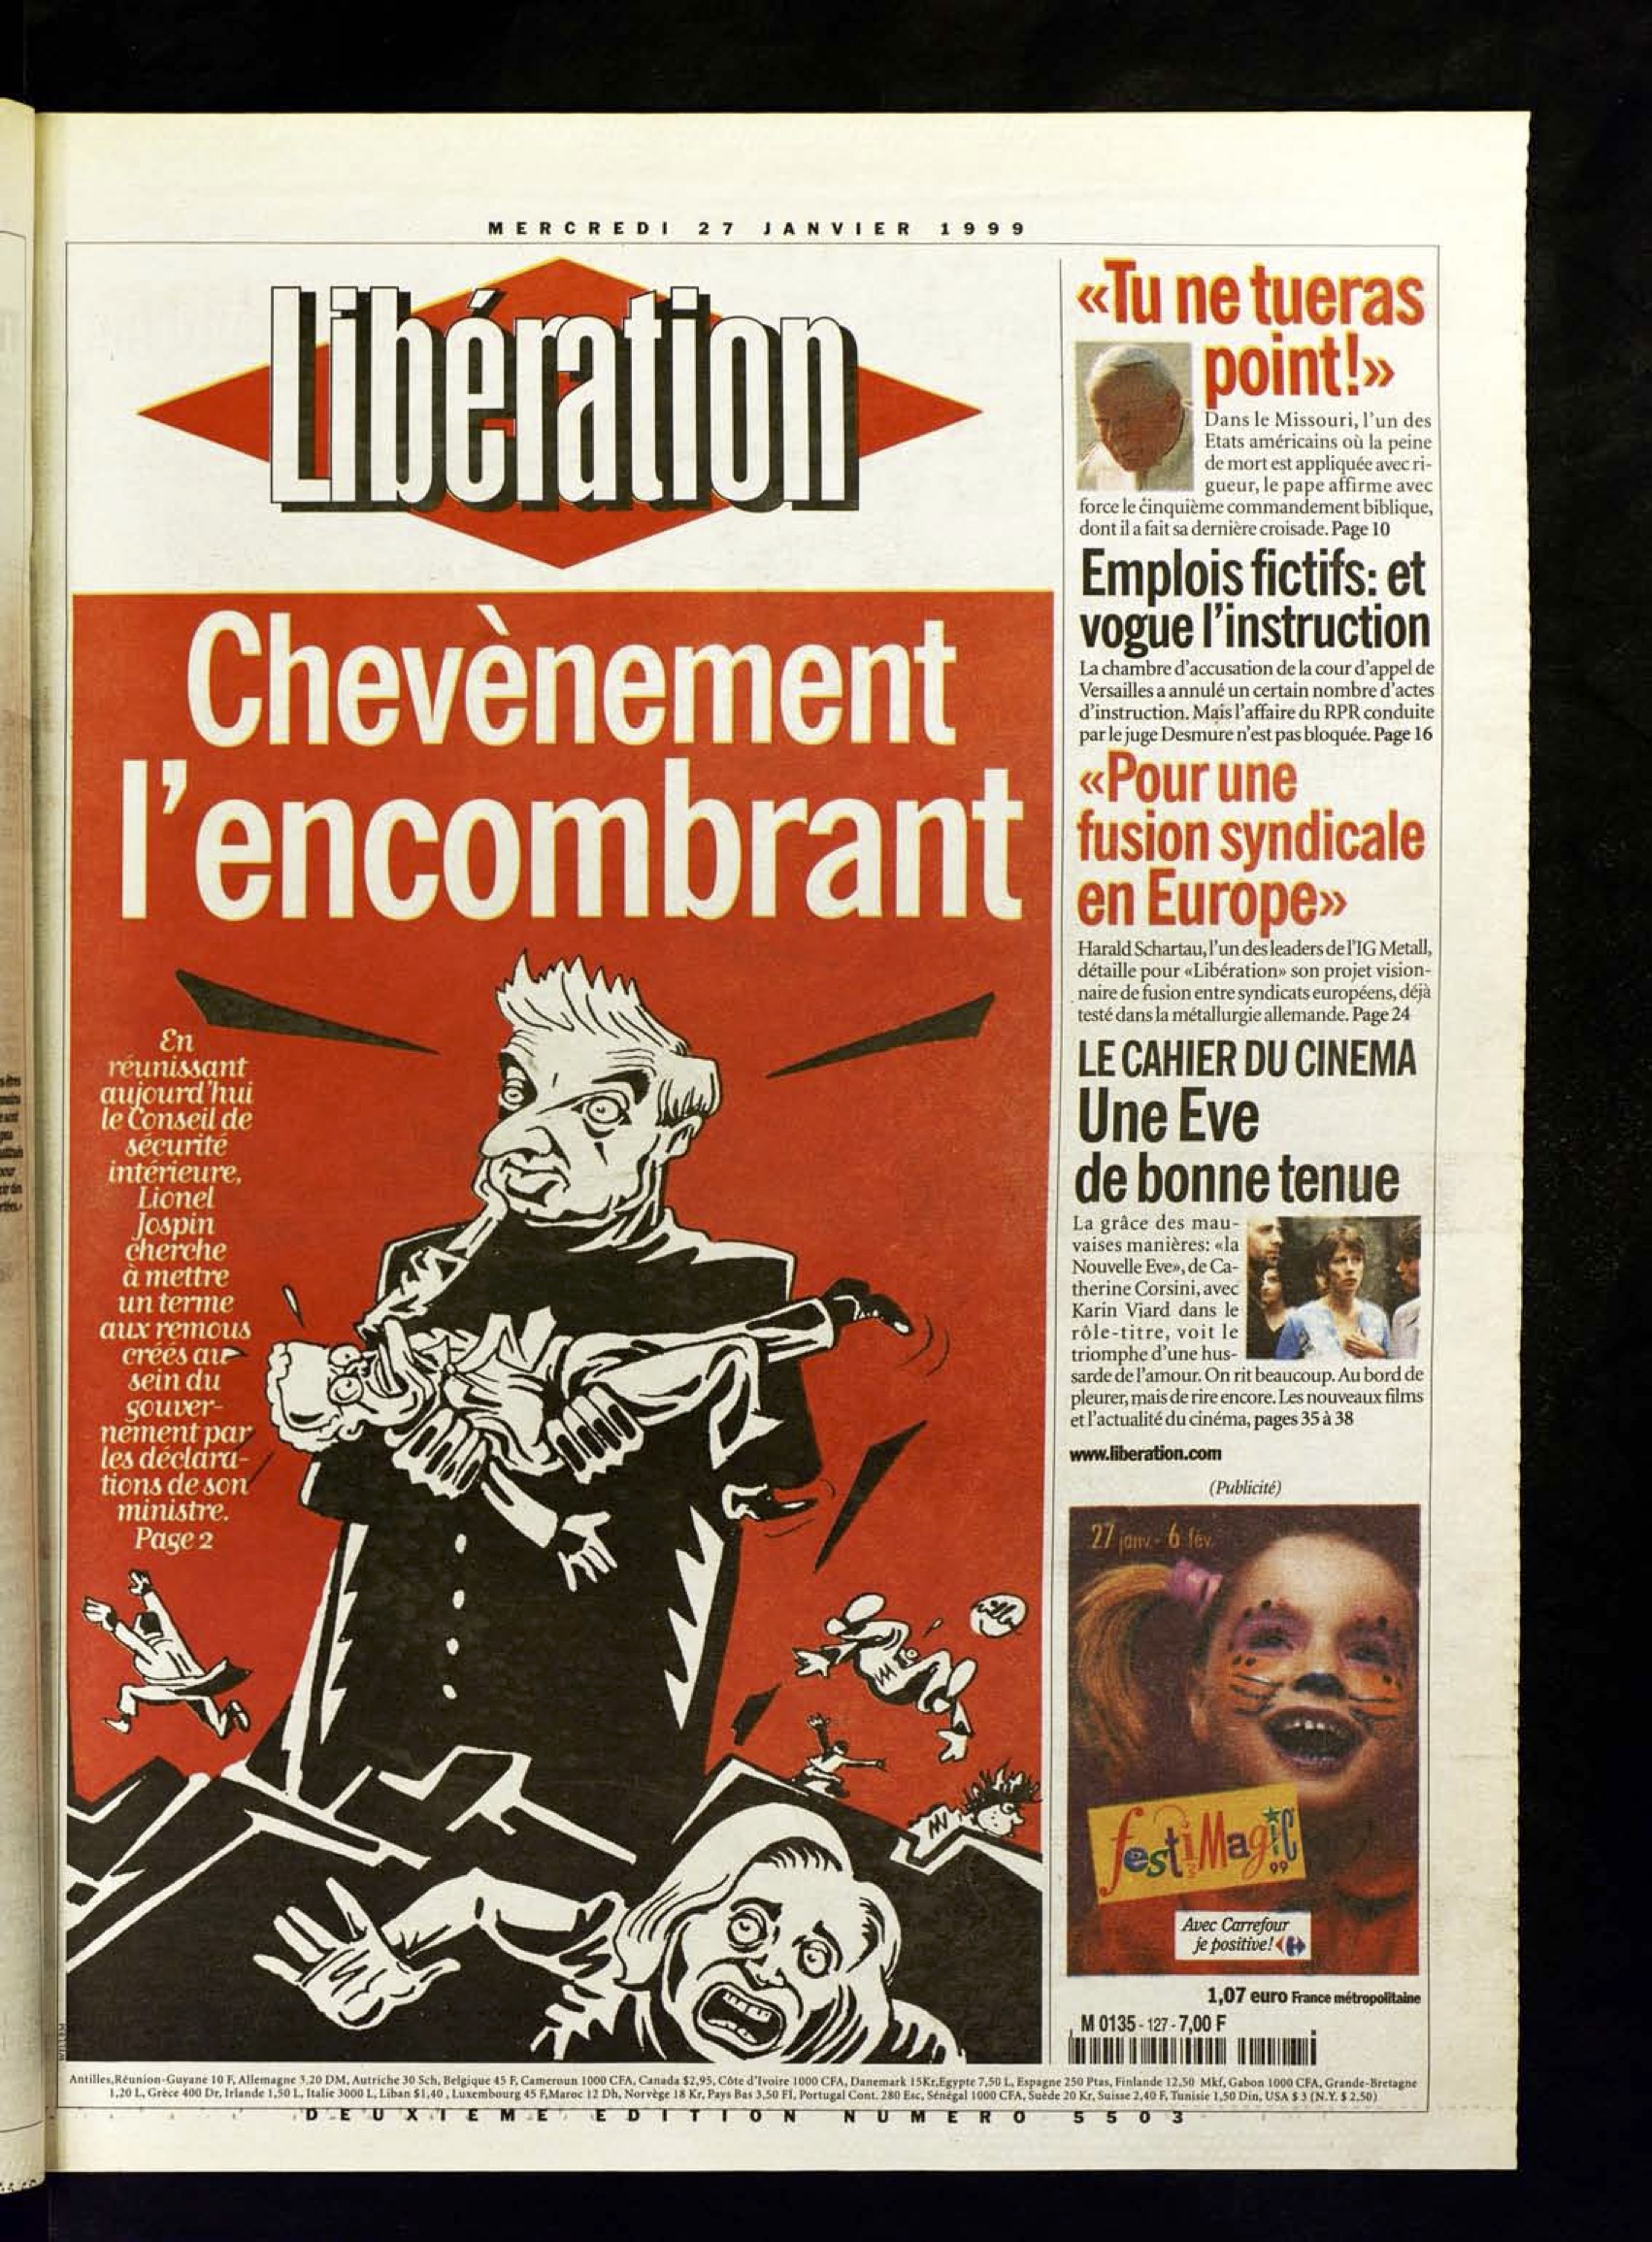 MERCREDI 27 JANVIER 1999
Libération
Chevènement
l'encombrant
En
réunissant
aujourd'hui
le Conseil de
sécurité
intérieure,
Lionel
Jospin
cherche
à mettre
un terme
aux remous
créés au
sein du
gouver-
nement par
les déclara-
tions de son
ministre.
Page 2
«Tu ne tueras
point!»
Dans le Missouri, l'un des
Etats américains où la peine
de mort est appliquée avec ri-
gueur, le pape affirme avec
force le cinquième commandement biblique,
dont il a fait sa dernière croisade. Page 10
Emplois fictifs: et
vogue l'instruction
La chambre d'accusation de la cour d'appel de
Versailles a annulé un certain nombre d'actes
d'instruction. Mais l'affaire du RPR conduite
par le juge Desmure n'est pas bloquée. Page 16
«Pour une
fusion syndicale
en Europe»
Harald Schartau, l'un des leaders de l'IG Metall,
détaille pour «Libération» son projet vision-
naire de fusion entre syndicats européens, déjà
testé dans la métallurgie allemande. Page 24
LE CAHIER DU CINEMA
Une Eve
de bonne tenue
La grâce des mau-
vaises manières: «la
Nouvelle Eve», de Ca-
therine Corsini, avec
Karin Viard dans le
rôle-titre, voit le
triomphe d'une hus-
sarde de l'amour. On rit beaucoup. Au bord de
pleurer, mais de rire encore. Les nouveaux films
et l'actualité du cinéma, pages 35 à 38
www.liberation.com
(Publicité)
27 janv - 6 fév.
festiMagic
99
Avec Carrefour
je positive!
1,07 euro France métropolitaine
M 0135 - 127 - 7,00 F
Antilles,Réunion-Guyane 10 F, Allemagne 3,20 DM, Autriche 30 Sch, Belgique 45 F, Cameroun 1000 CFA, Canada $2,95, Côte d'Ivoire 1000 CFA, Danemark 15Kr,Egypte 7,50 L, Espagne 250 Ptas, Finlande 12,50 Mkf, Gabon 1000 CFA, Grande-Bretagne
1,20 L, Grèce 400 Dr, Irlande 1,50 L, Italie 3000 L, Liban $1,40 , Luxembourg 45 F,Maroc 12 Dh, Norvège 18 Kr, Pays Bas 3,50 Fl, Portugal Cont. 280 Esc, Sénégal 1000 CFA, Suède 20 Kr, Suisse 2,40 F, Tunisie 1,50 Din, USA $ 3 (N.Y. $ 2,50)
DEUXIEME EDITION NUMERO 5503